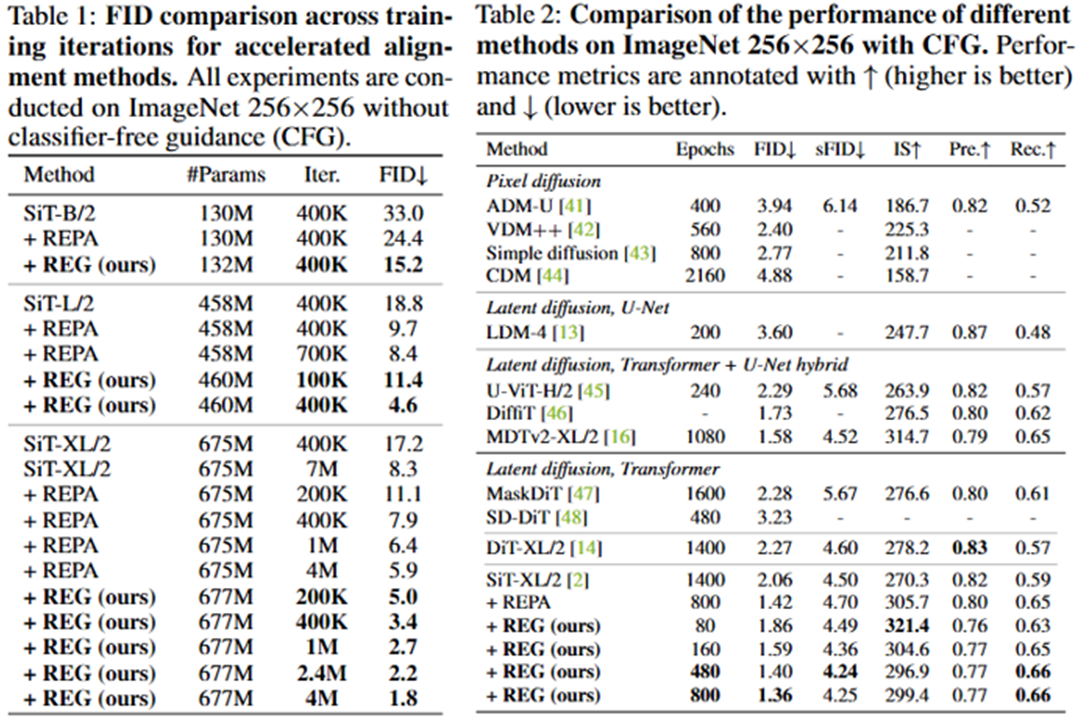 Table 1: FID comparison across train-
ing iterations for accelerated align-
ment methods. All experiments are con-
ducted on ImageNet 256×256 without
classifier-free guidance (CFG).
Method #Params Iter. FID↓
SiT-B/2 130M 400K 33.0
+ REPA 130M 400K 24.4
+ REG (ours) 132M 400K 15.2
SiT-L/2 458M 400K 18.8
+ REPA 458M 400K 9.7
+ REPA 458M 700K 8.4
+ REG (ours) 460M 100K 11.4
+ REG (ours) 460M 400K 4.6
SiT-XL/2 675M 400K 17.2
SiT-XL/2 675M 7M 8.3
+ REPA 675M 200K 11.1
+ REPA 675M 400K 7.9
+ REPA 675M 1M 6.4
+ REPA 675M 4M 5.9
+ REG (ours) 677M 200K 5.0
+ REG (ours) 677M 400K 3.4
+ REG (ours) 677M 1M 2.7
+ REG (ours) 677M 2.4M 2.2
+ REG (ours) 677M 4M 1.8
Table 2: Comparison of the performance of different
methods on ImageNet 256×256 with CFG. Perfor-
mance metrics are annotated with ↑ (higher is better)
and ↓ (lower is better).
Method Epochs FID↓ sFID↓ IS↑ Pre.↑ Rec.↑
Pixel diffusion
ADM-U [41] 400 3.94 6.14 186.7 0.82 0.52
VDM++ [42] 560 2.40 - 225.3 - -
Simple diffusion [43] 800 2.77 - 211.8 - -
CDM [44] 2160 4.88 - 158.7 - -
Latent diffusion, U-Net
LDM-4 [13] 200 3.60 - 247.7 0.87 0.48
Latent diffusion, Transformer + U-Net hybrid
U-ViT-H/2 [45] 240 2.29 5.68 263.9 0.82 0.57
DiffiT [46] - 1.73 - 276.5 0.80 0.62
MDTv2-XL/2 [16] 1080 1.58 4.52 314.7 0.79 0.65
Latent diffusion, Transformer
MaskDiT [47] 1600 2.28 5.67 276.6 0.80 0.61
SD-DiT [48] 480 3.23 - - - -
DiT-XL/2 [14] 1400 2.27 4.60 278.2 0.83 0.57
SiT-XL/2 [2] 1400 2.06 4.50 270.3 0.82 0.59
+ REPA 800 1.42 4.70 305.7 0.80 0.65
+ REG (ours) 80 1.86 4.49 321.4 0.76 0.63
+ REG (ours) 160 1.59 4.36 304.6 0.77 0.65
+ REG (ours) 480 1.40 4.24 296.9 0.77 0.66
+ REG (ours) 800 1.36 4.25 299.4 0.77 0.66